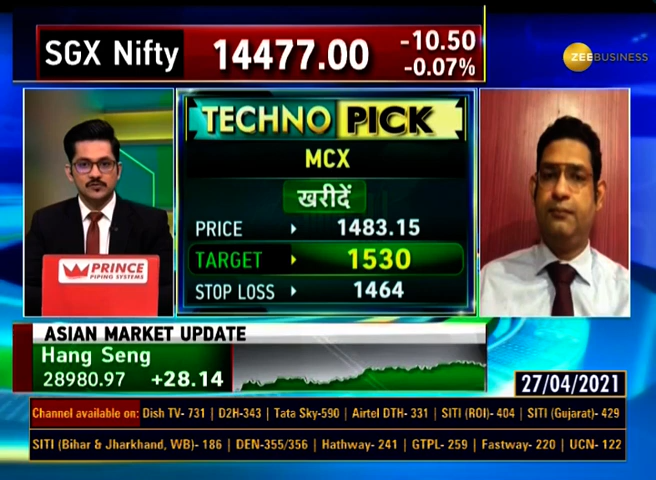 SGX Nifty 14477.00 -10.50
-0.07%
ZEEBUSINESS
TECHNO PICK
MCX
खरीदें
PRICE 1483.15
TARGET 1530
STOP LOSS 1464
PRINCE
PIPING SYSTEMS
ASIAN MARKET UPDATE
Hang Seng
28980.97 +28.14
27/04/2021
Channel available on: Dish TV- 731 | D2H-343 | Tata Sky-590 | Airtel DTH- 331 | SITI (ROI)- 404 | SITI (Gujarat)- 429
SITI (Bihar & Jharkhand, WB)- 186 | DEN-355/356 | Hathway- 241 | GTPL- 259 | Fastway- 220 | UCN- 122